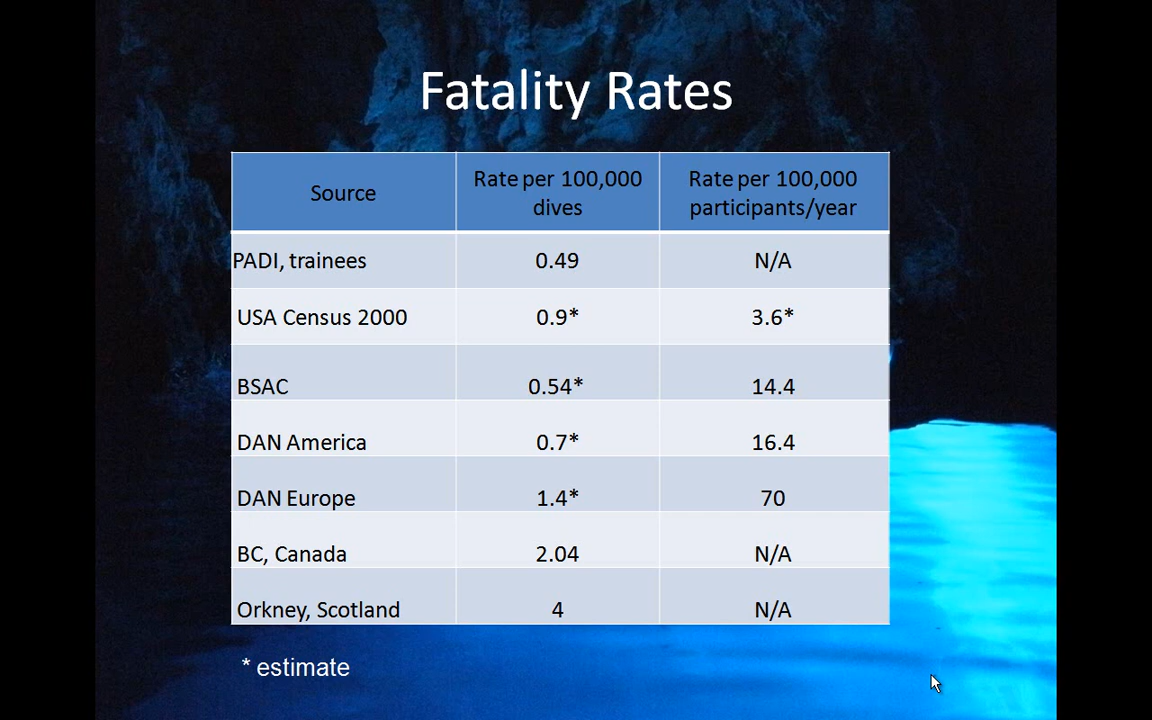 Fatality Rates
Source
Rate per 100,000
dives
Rate per 100,000
participants/year
PADI, trainees 0.49 N/A
USA Census 2000 0.9* 3.6*
BSAC 0.54* 14.4
DAN America 0.7* 16.4
DAN Europe 1.4* 70
BC, Canada 2.04 N/A
Orkney, Scotland 4 N/A
* estimate